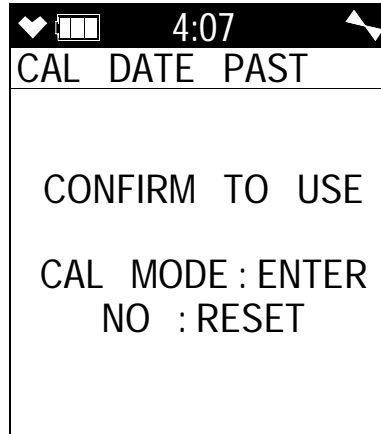 4:07
CAL DATE PAST
CONFIRM TO USE
CAL MODE : ENTER
NO : RESET